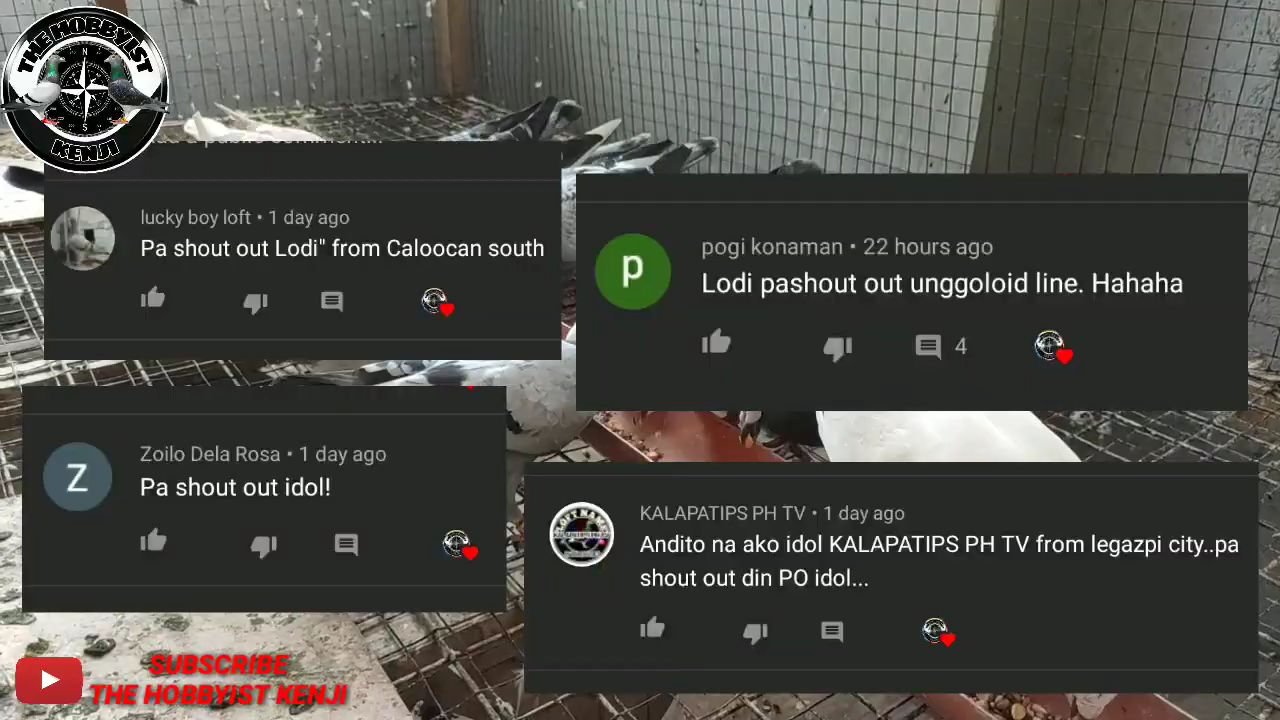 THE HOBBYIST
N
S
KENJI
lucky boy loft • 1 day ago
Pa shout out Lodi" from Caloocan south
pogi konaman • 22 hours ago
p
Lodi pashout out unggoloid line. Hahaha
4
Zoilo Dela Rosa • 1 day ago
Z
Pa shout out idol!
KALAPATIPS PH TV • 1 day ago
Andito na ako idol KALAPATIPS PH TV from legazpi city..pa
shout out din PO idol...
SUBSCRIBE
THE HOBBYIST KENJI